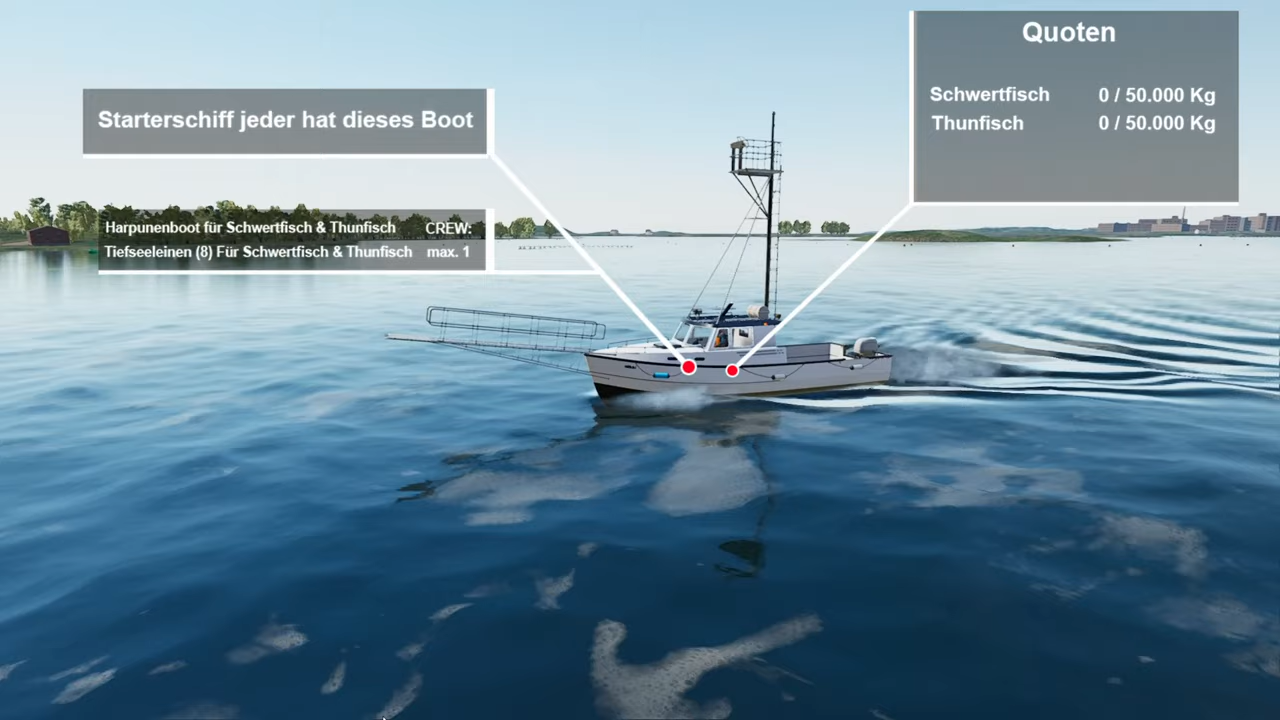 Quoten
Schwertfisch 0 / 50.000 Kg
Thunfisch 0 / 50.000 Kg
Starterschiff jeder hat dieses Boot
Harpunenboot für Schwertfisch & Thunfisch CREW:
Tiefseeleinen (8) Für Schwertfisch & Thunfisch max. 1